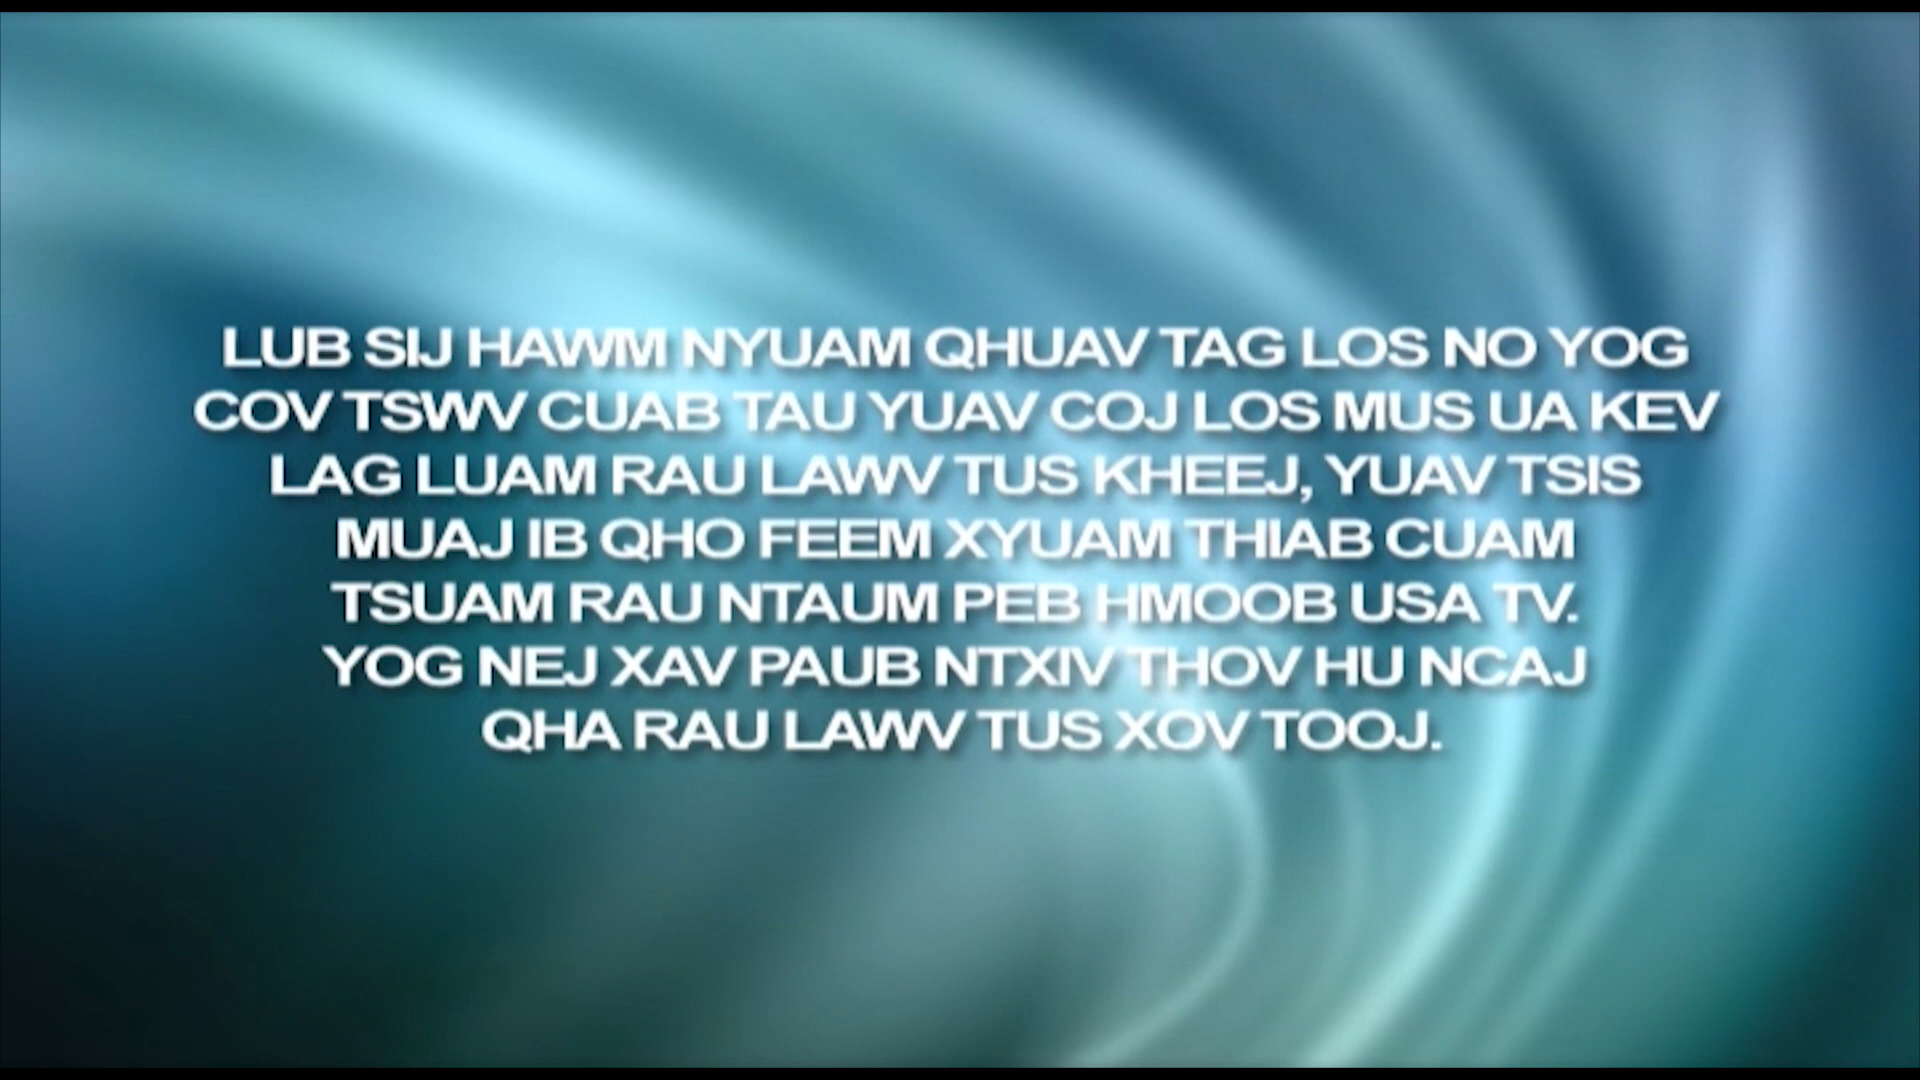 LUB SIJ HAWM NYUAM QHUAV TAG LOS NO YOG
COV TSWV CUAB TAU YUAV COJ LOS MUS UA KEV
LAG LUAM RAU LAWV TUS KHEEJ, YUAV TSIS
MUAJ IB QHO FEEM XYUAM THIAB CUAM
TSUAM RAU NTAUM PEB HMOOB USA TV.
YOG NEJ XAV PAUB NTXIV THOV HU NCAJ
QHA RAU LAWV TUS XOV TOOJ.